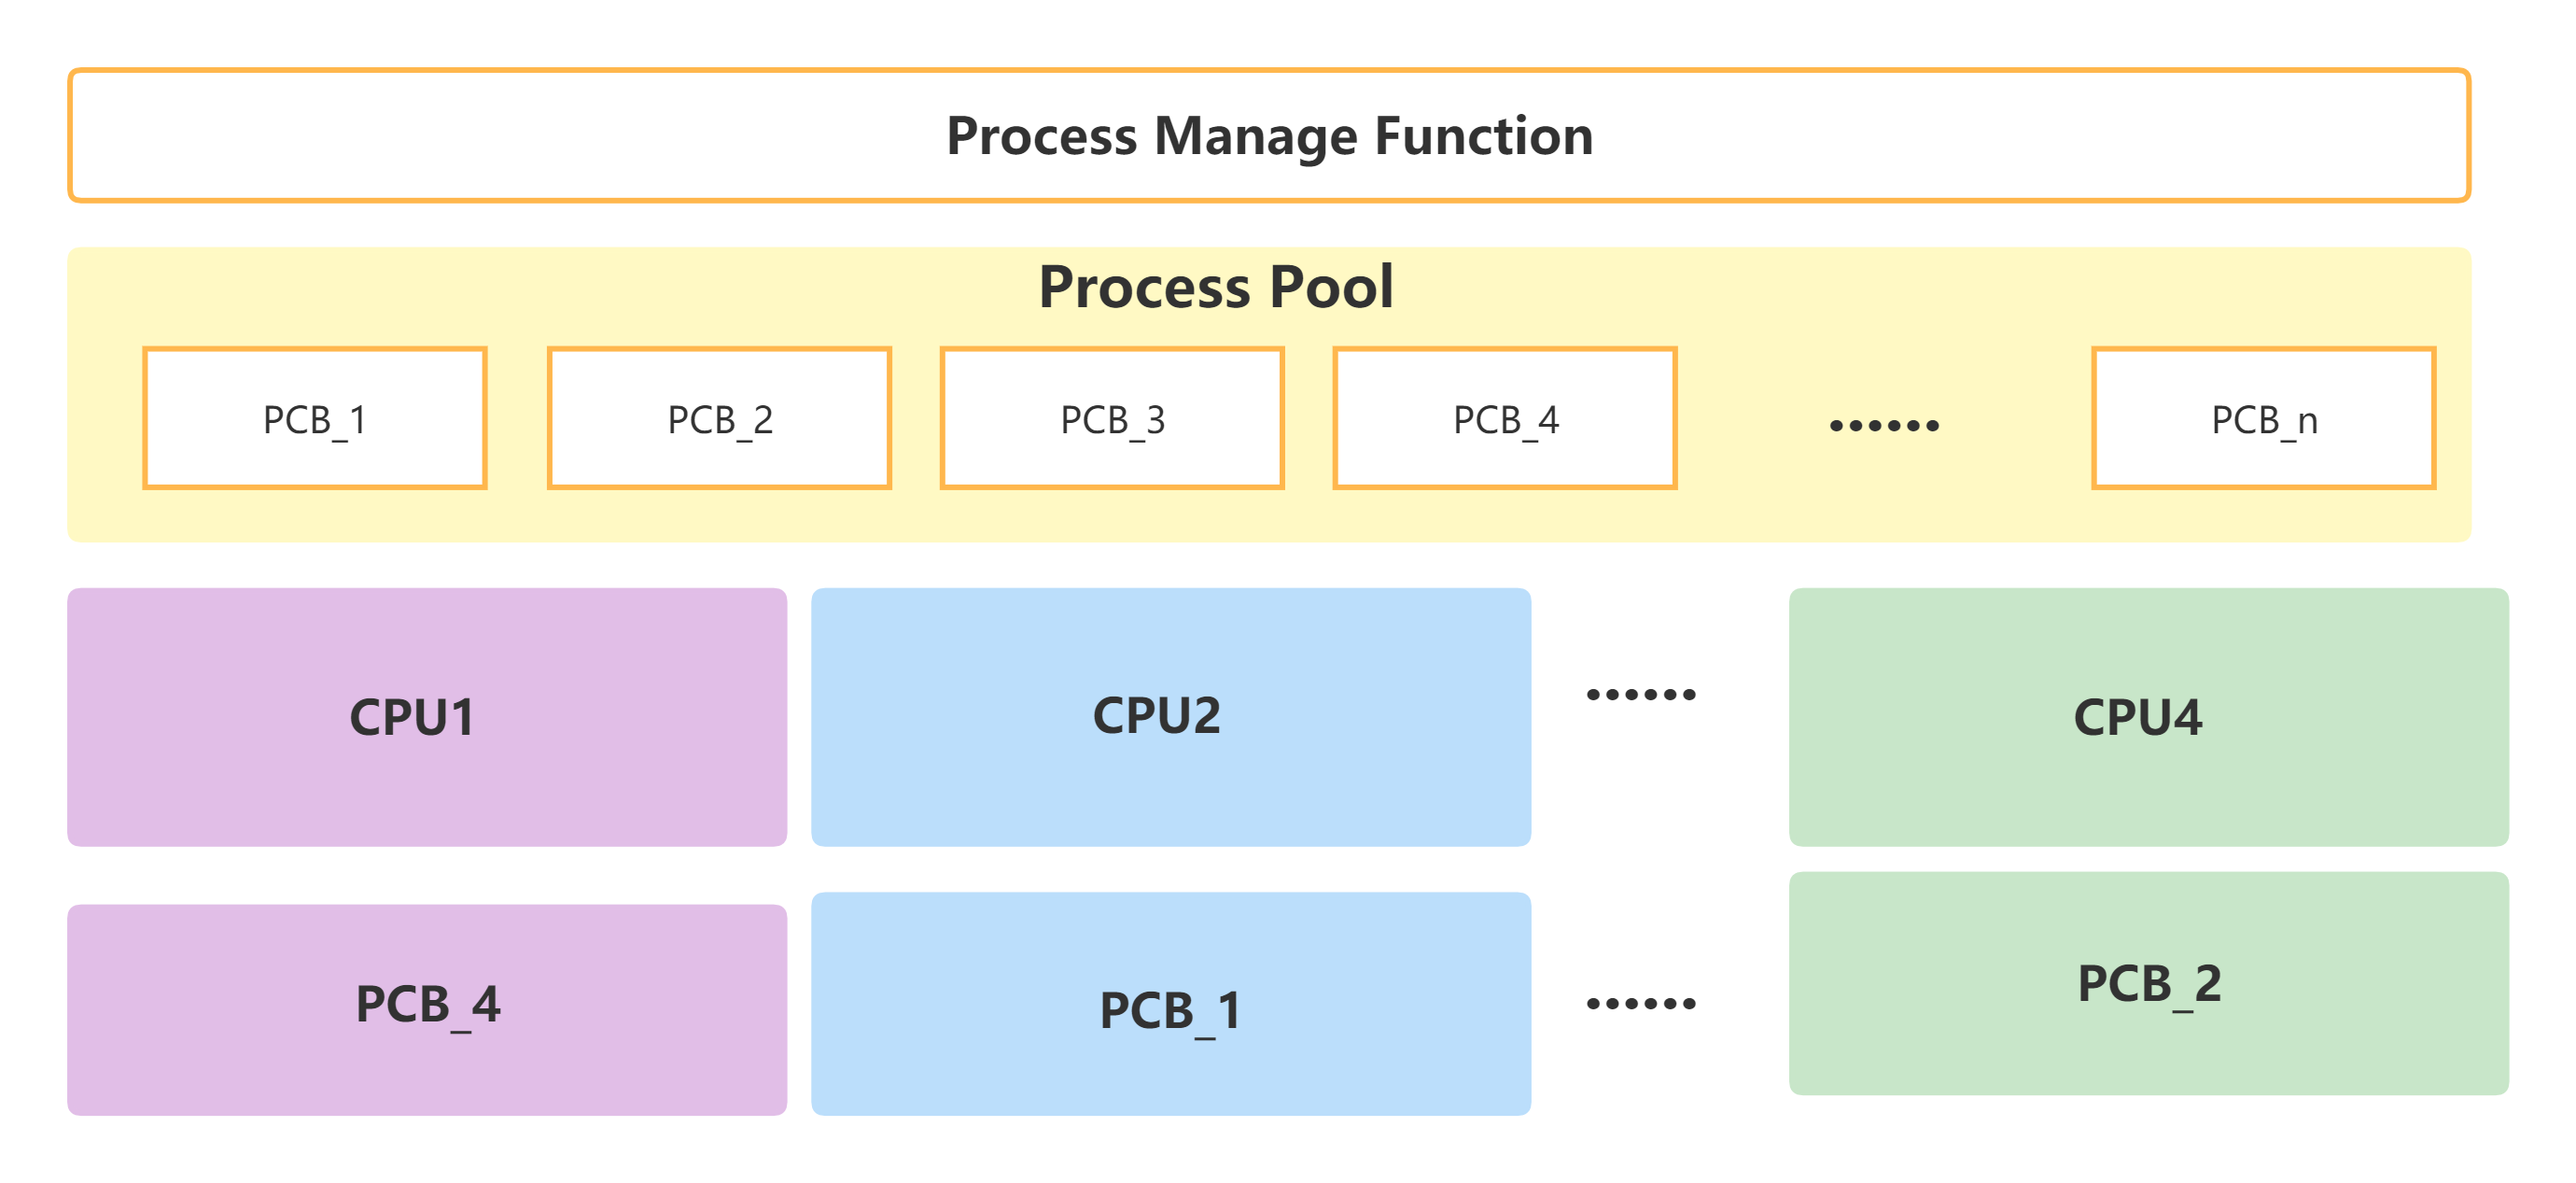 Process Manage Function
Process Pool
PCB_1
PCB_2
PCB_3
PCB_4
......
PCB_n
CPU1
CPU2
......
CPU4
PCB_4
PCB_1
......
PCB_2